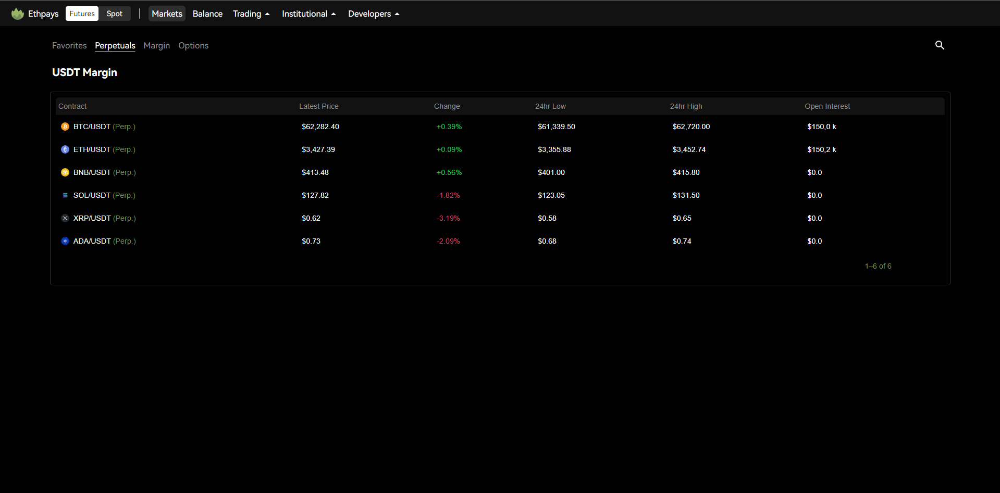 Ethpays Futures Spot | Markets Balance Trading Institutional Developers
Favorites Perpetuals Margin Options
USDT Margin
Contract Latest Price Change 24hr Low 24hr High Open Interest
BTC/USDT (Perp.) $62,282.40 +0.39% $61,339.50 $62,720.00 $150,0 k
ETH/USDT (Perp.) $3,427.39 +0.09% $3,355.88 $3,452.74 $150,2 k
BNB/USDT (Perp.) $413.48 +0.56% $401.00 $415.80 $0.0
SOL/USDT (Perp.) $127.82 -1.82% $123.05 $131.50 $0.0
XRP/USDT (Perp.) $0.62 -3.19% $0.58 $0.65 $0.0
ADA/USDT (Perp.) $0.73 -2.09% $0.68 $0.74 $0.0
1–6 of 6